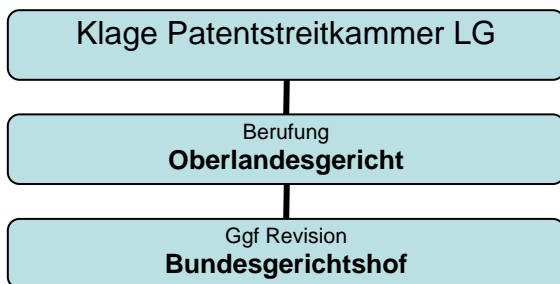 Klage Patentstreitkammer LG
Berufung
Oberlandesgericht
Ggf Revision
Bundesgerichtshof